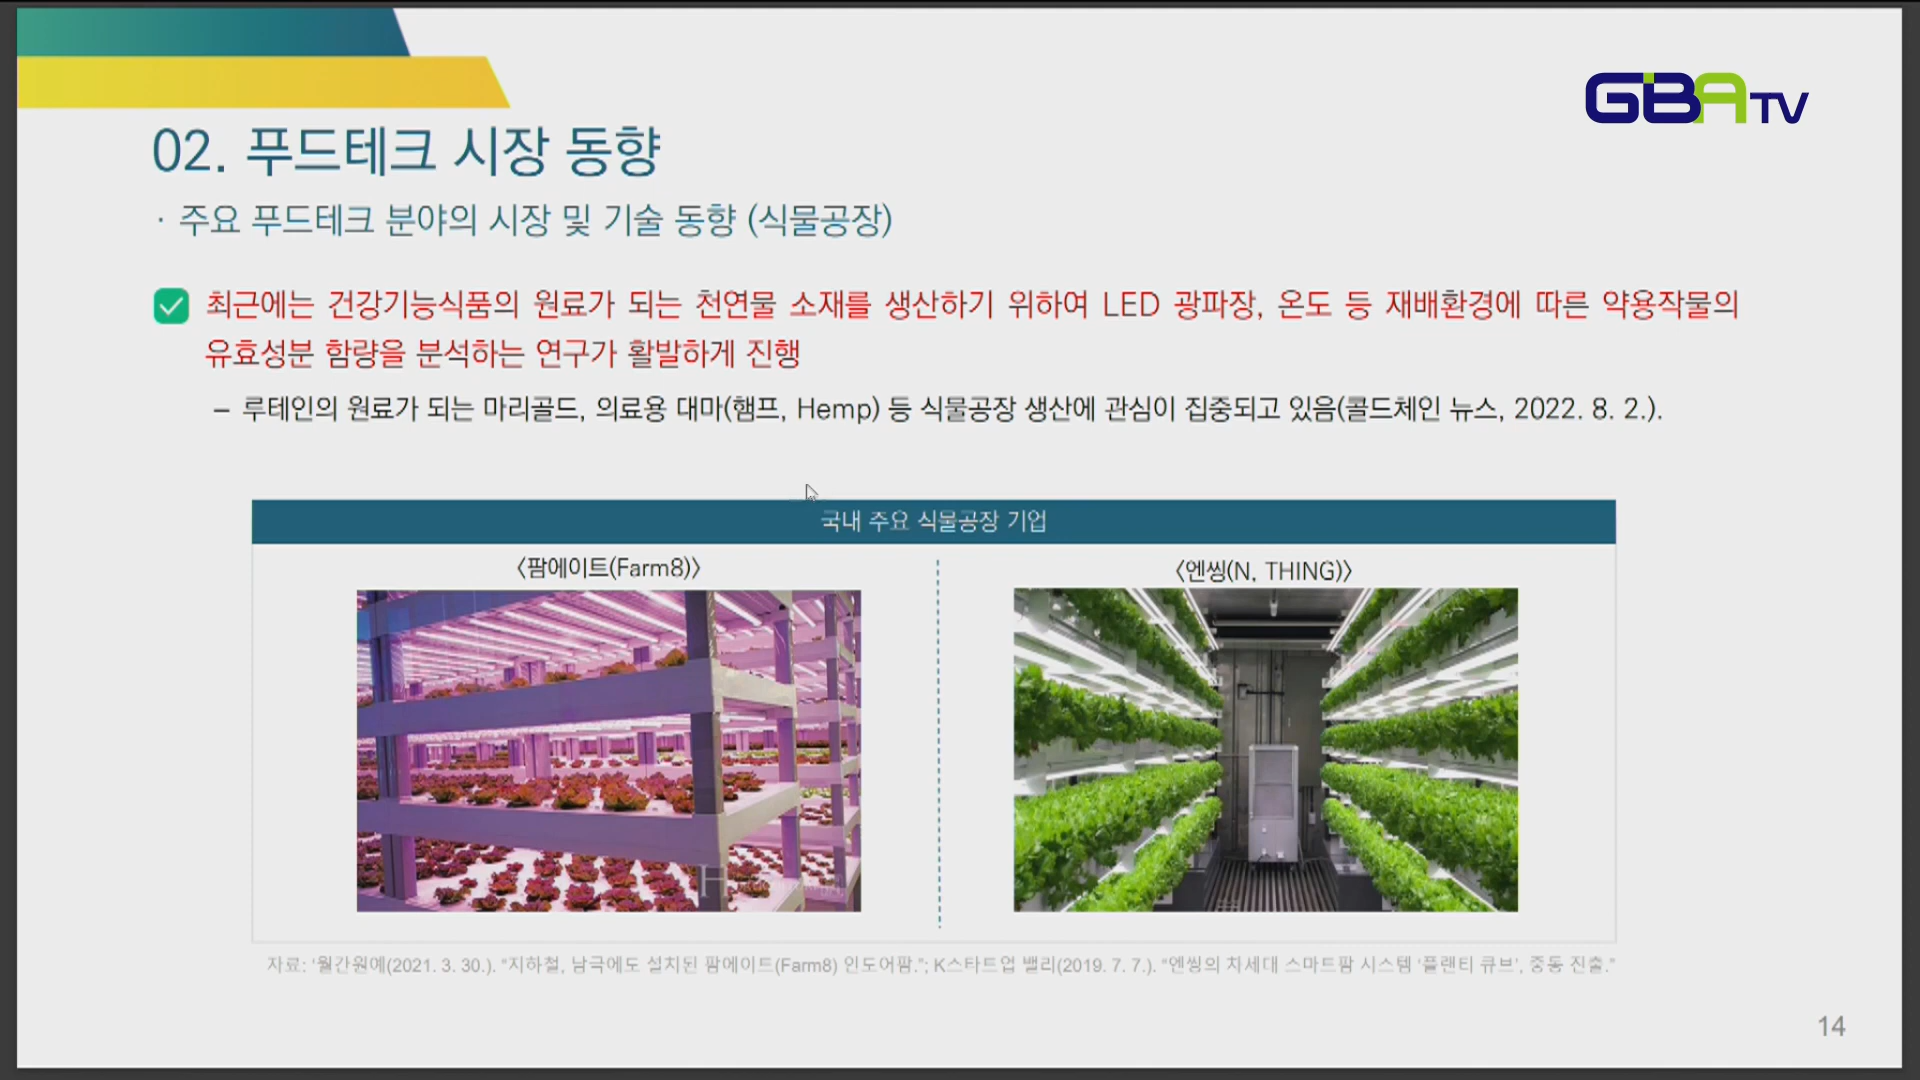 GBA TV
02. 푸드테크 시장 동향
· 주요 푸드테크 분야의 시장 및 기술 동향 (식물공장)
최근에는 건강기능식품의 원료가 되는 천연물 소재를 생산하기 위하여 LED 광파장, 온도 등 재배환경에 따른 약용작물의
유효성분 함량을 분석하는 연구가 활발하게 진행
– 루테인의 원료가 되는 마리골드, 의료용 대마(햄프, Hemp) 등 식물공장 생산에 관심이 집중되고 있음(콜드체인 뉴스, 2022. 8. 2.).
국내 주요 식물공장 기업
〈팜에이트(Farm8)〉
〈엔씽(N, THING)〉
자료: ‘월간원예(2021. 3. 30.). “지하철, 남극에도 설치된 팜에이트(Farm8) 인도어팜.”; K스타트업 밸리(2019. 7. 7.). “엔씽의 차세대 스마트팜 시스템 ‘플랜티 큐브’, 중동 진출.”
14